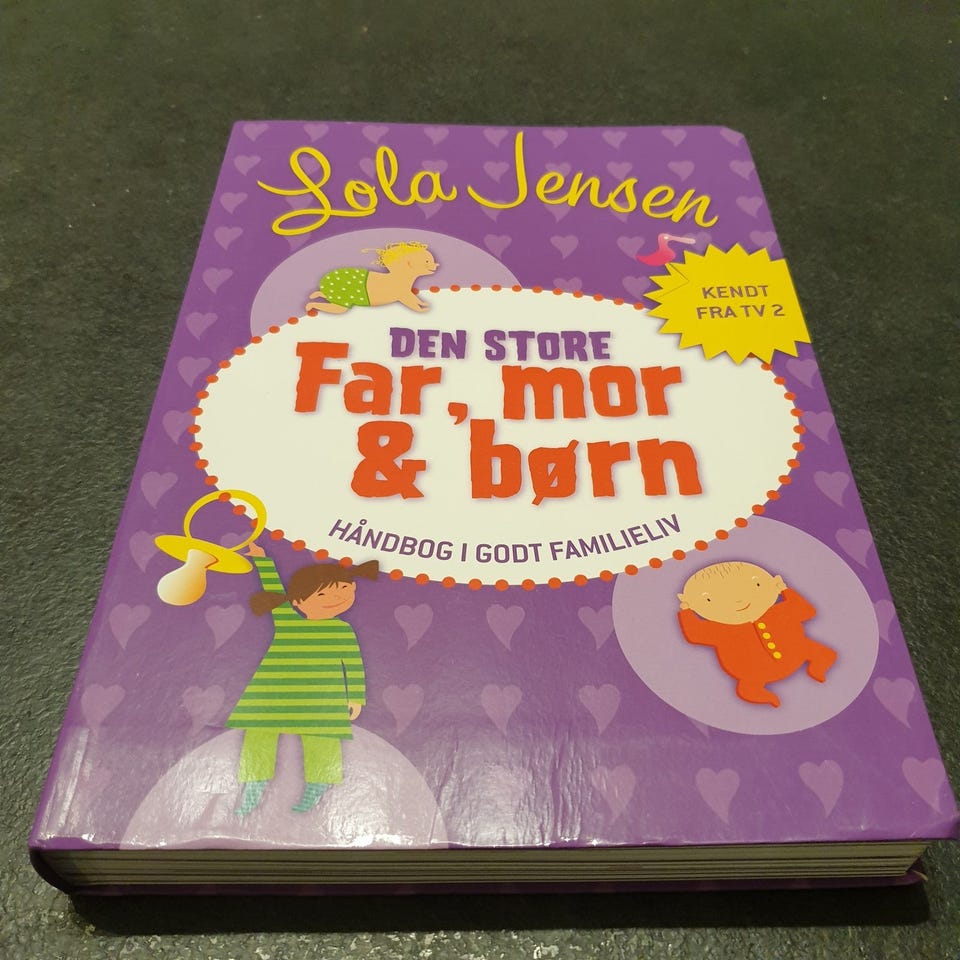 Lola Jensen
KENDT
FRA TV 2
DEN STORE
Far, mor
& børn
HÅNDBOG I GODT FAMILIELIV